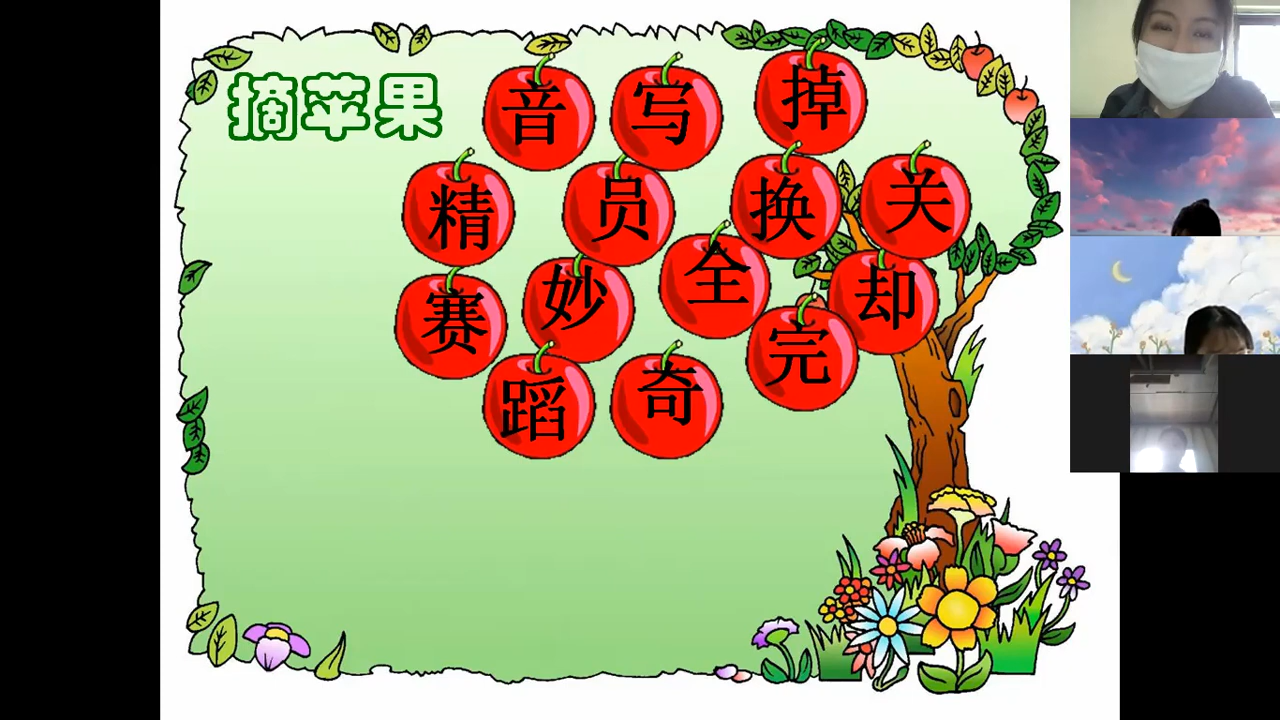 摘苹果
音 写 掉
精 员 换 关
赛 妙 全 却
蹈 奇 完